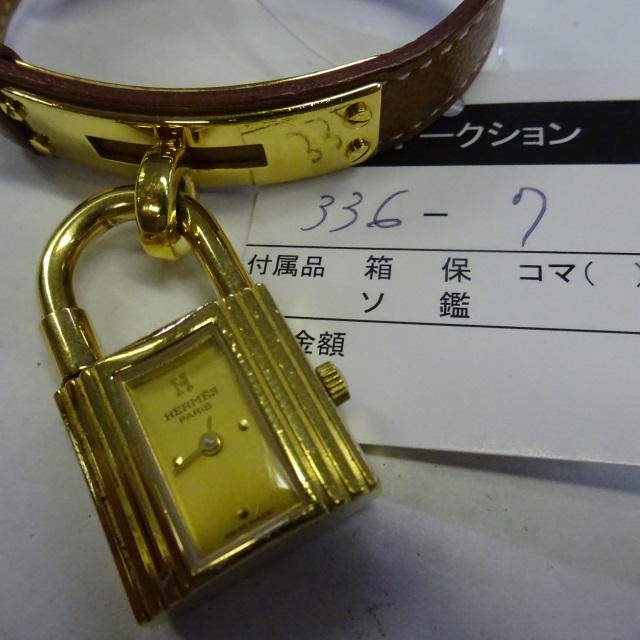 ークション
336 - 7
付属品 箱 保 コマ( )
ソ 鑑
金額
H
HERMÈS
PARIS